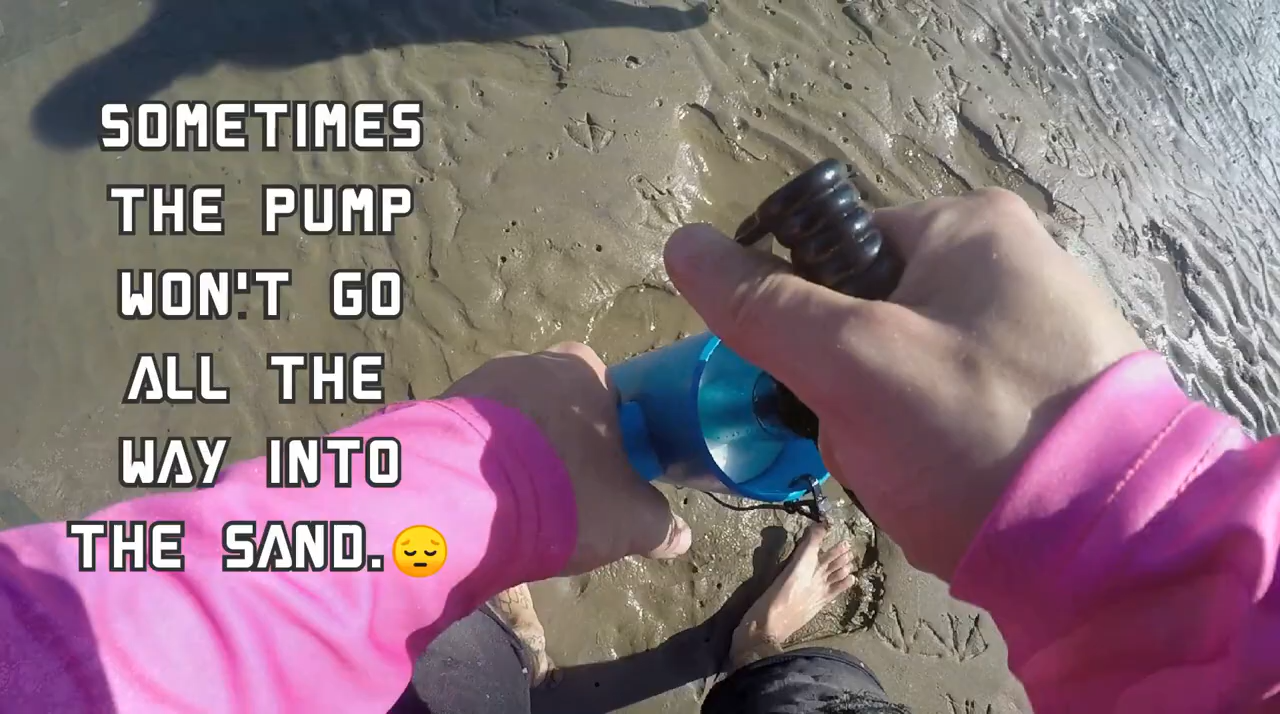 SOMETIMES
THE PUMP
WON'T GO
ALL THE
WAY INTO
THE SAND.😔